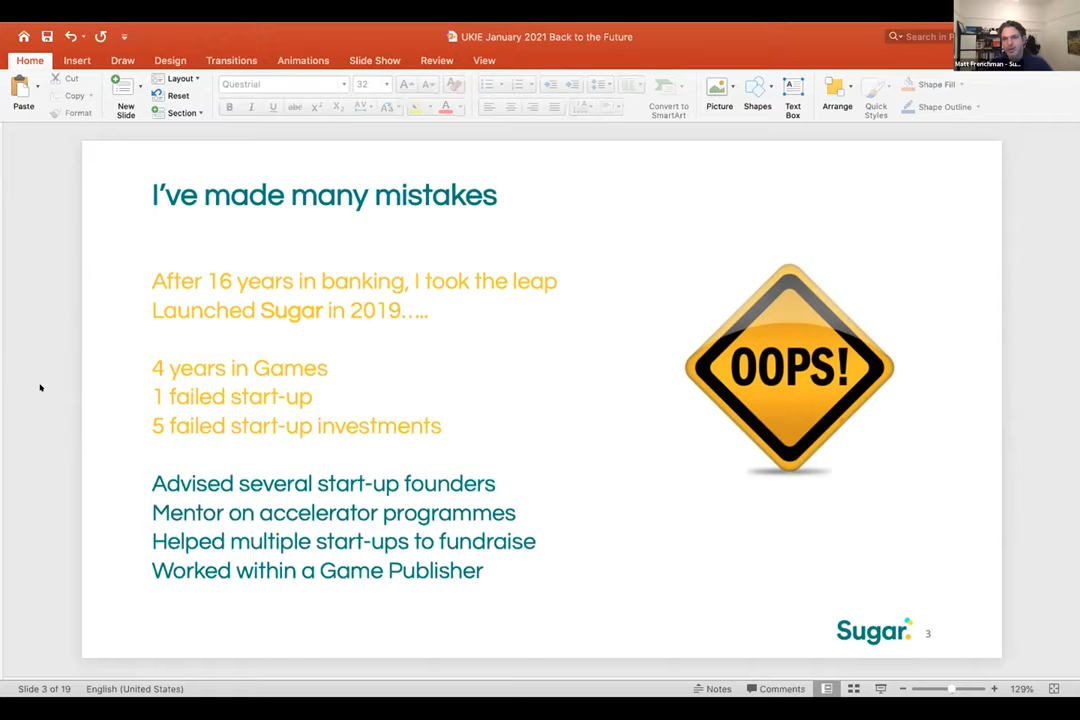 UKIE January 2021 Back to the Future
Search in
Matt Frenchman - Su...
Home Insert Draw Design Transitions Animations Slide Show Review View
Paste
Cut
Copy
Format
New Slide
Layout
Reset
Section
Questrial
32
Convert to SmartArt
Picture
Shapes
Text Box
Arrange
Quick Styles
Shape Fill
Shape Outline
I've made many mistakes
After 16 years in banking, I took the leap
Launched Sugar in 2019.....
4 years in Games
1 failed start-up
5 failed start-up investments
OOPS!
Advised several start-up founders
Mentor on accelerator programmes
Helped multiple start-ups to fundraise
Worked within a Game Publisher
Sugar
3
Slide 3 of 19
English (United States)
Notes
Comments
129%